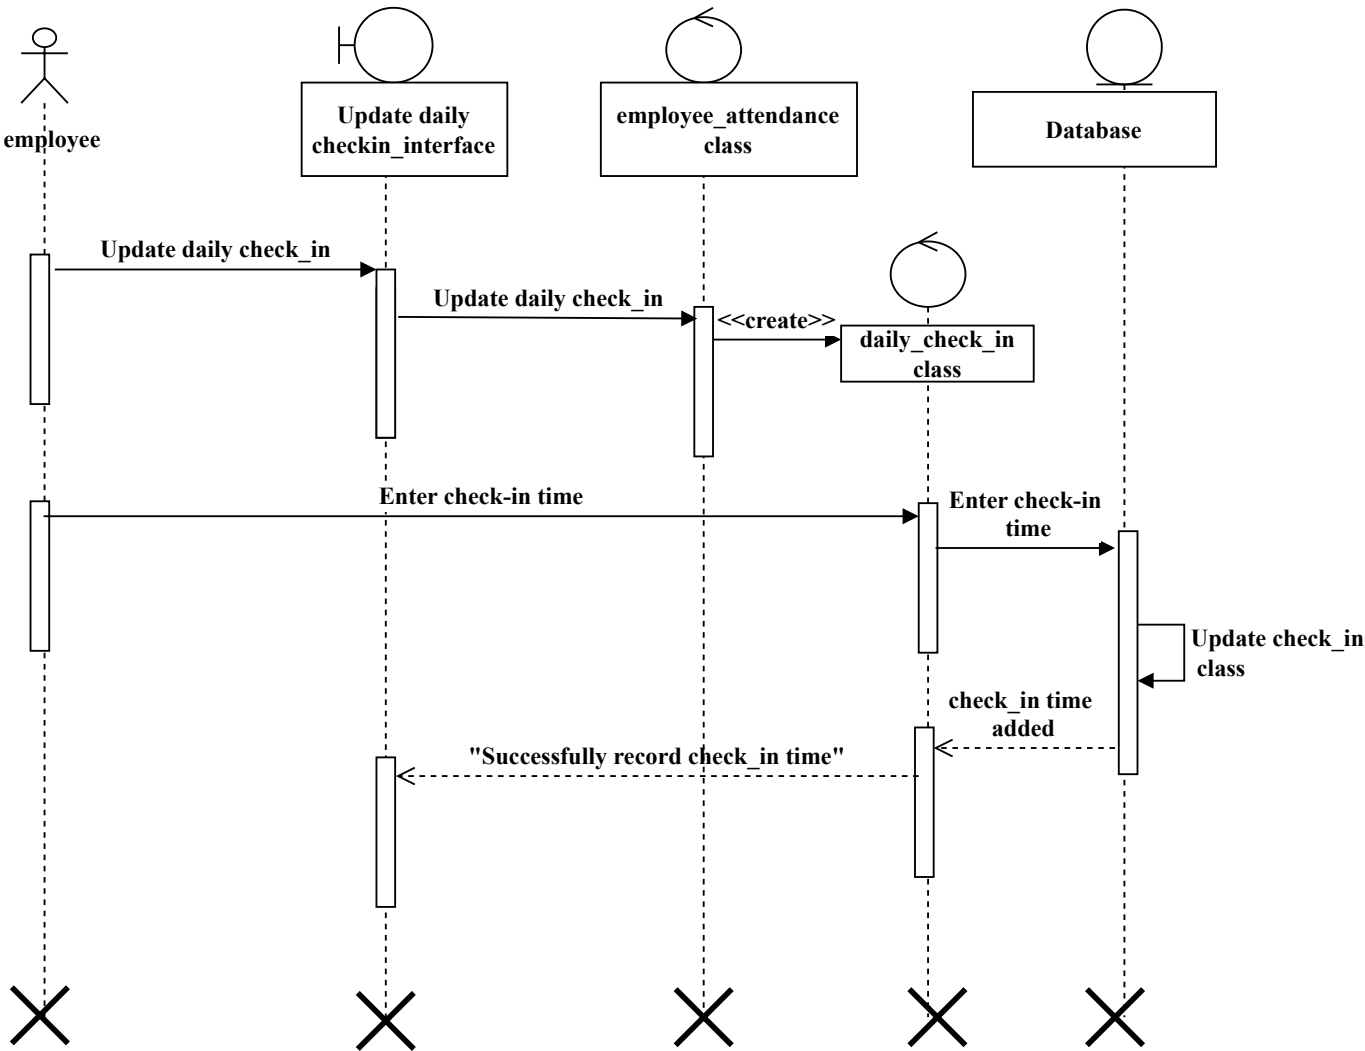 employee
Update daily
checkin_interface
employee_attendance
class
Database
Update daily check_in
Update daily check_in
<<create>>
daily_check_in
class
Enter check-in time
Enter check-in
time
Update check_in
class
check_in time
added
"Successfully record check_in time"